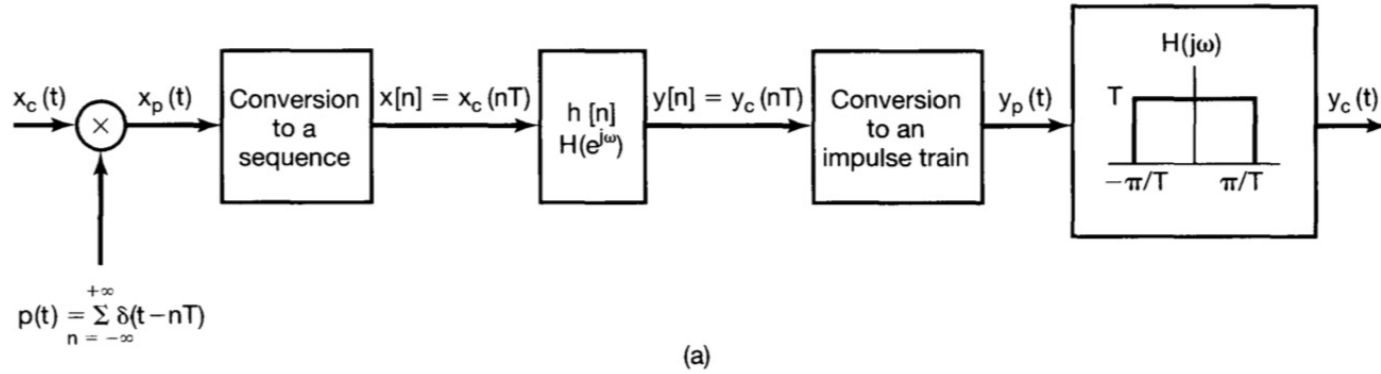 x_c (t)
x_p (t)
Conversion
to a
sequence
x[n] = x_c (nT)
h [n]
H(e^{jω})
y[n] = y_c (nT)
Conversion
to an
impulse train
y_p (t)
H(jω)
T
−π/T
π/T
y_c (t)
×
p(t) = Σ_{n = −∞}^{+∞} δ(t−nT)
(a)